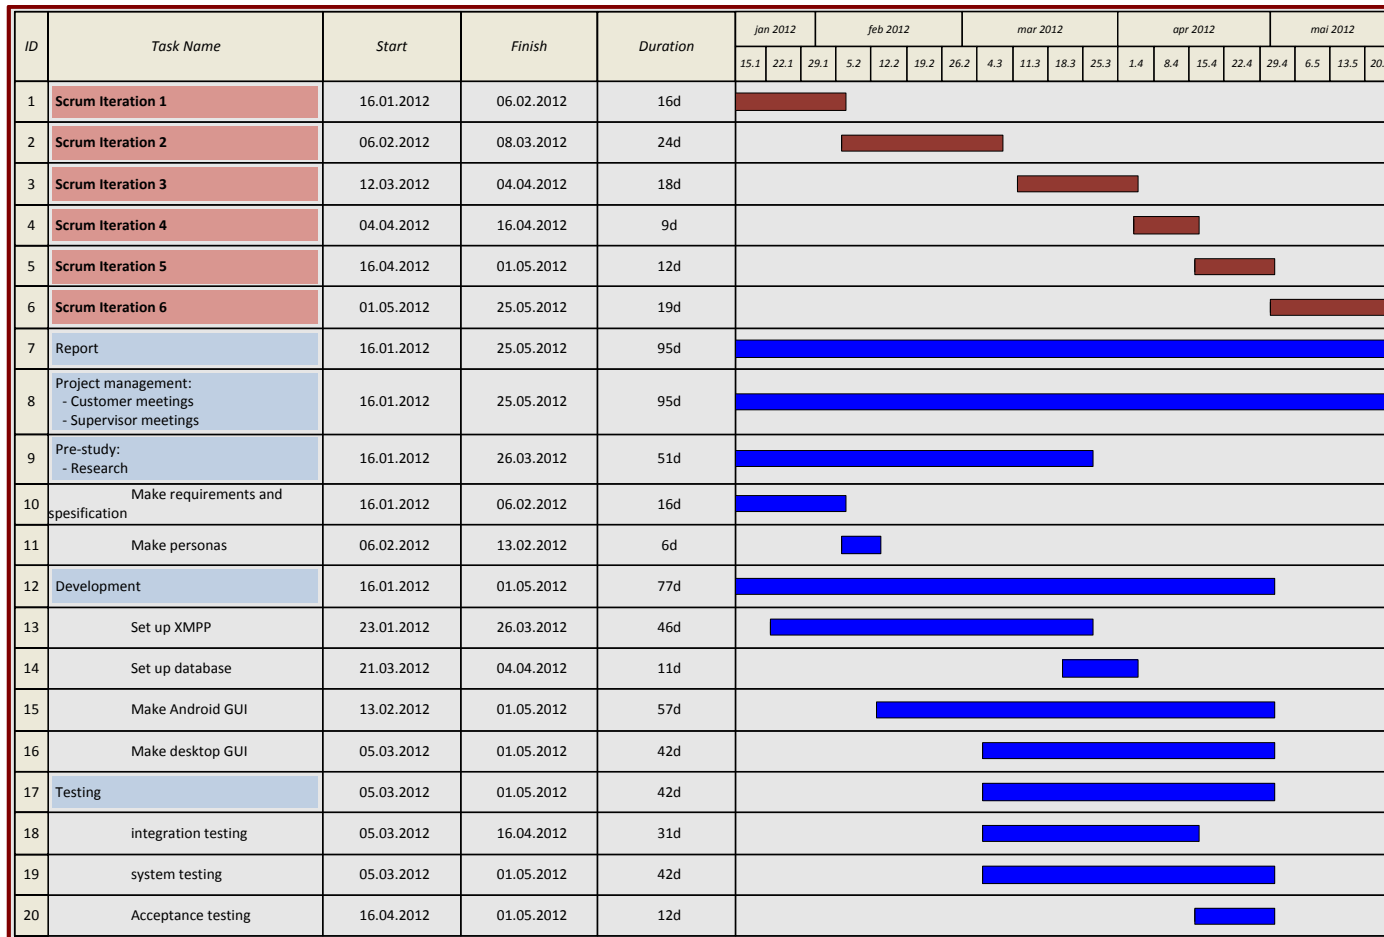 ID Task Name Start Finish Duration jan 2012 feb 2012 mar 2012 apr 2012 mai 2012
15.1 22.1 29.1 5.2 12.2 19.2 26.2 4.3 11.3 18.3 25.3 1.4 8.4 15.4 22.4 29.4 6.5 13.5 20.
1 Scrum Iteration 1 16.01.2012 06.02.2012 16d
2 Scrum Iteration 2 06.02.2012 08.03.2012 24d
3 Scrum Iteration 3 12.03.2012 04.04.2012 18d
4 Scrum Iteration 4 04.04.2012 16.04.2012 9d
5 Scrum Iteration 5 16.04.2012 01.05.2012 12d
6 Scrum Iteration 6 01.05.2012 25.05.2012 19d
7 Report 16.01.2012 25.05.2012 95d
Project management:
8 - Customer meetings 16.01.2012 25.05.2012 95d
- Supervisor meetings
Pre-study:
9 - Research 16.01.2012 26.03.2012 51d
Make requirements and
10 spesification 16.01.2012 06.02.2012 16d
11 Make personas 06.02.2012 13.02.2012 6d
12 Development 16.01.2012 01.05.2012 77d
13 Set up XMPP 23.01.2012 26.03.2012 46d
14 Set up database 21.03.2012 04.04.2012 11d
15 Make Android GUI 13.02.2012 01.05.2012 57d
16 Make desktop GUI 05.03.2012 01.05.2012 42d
17 Testing 05.03.2012 01.05.2012 42d
18 integration testing 05.03.2012 16.04.2012 31d
19 system testing 05.03.2012 01.05.2012 42d
20 Acceptance testing 16.04.2012 01.05.2012 12d